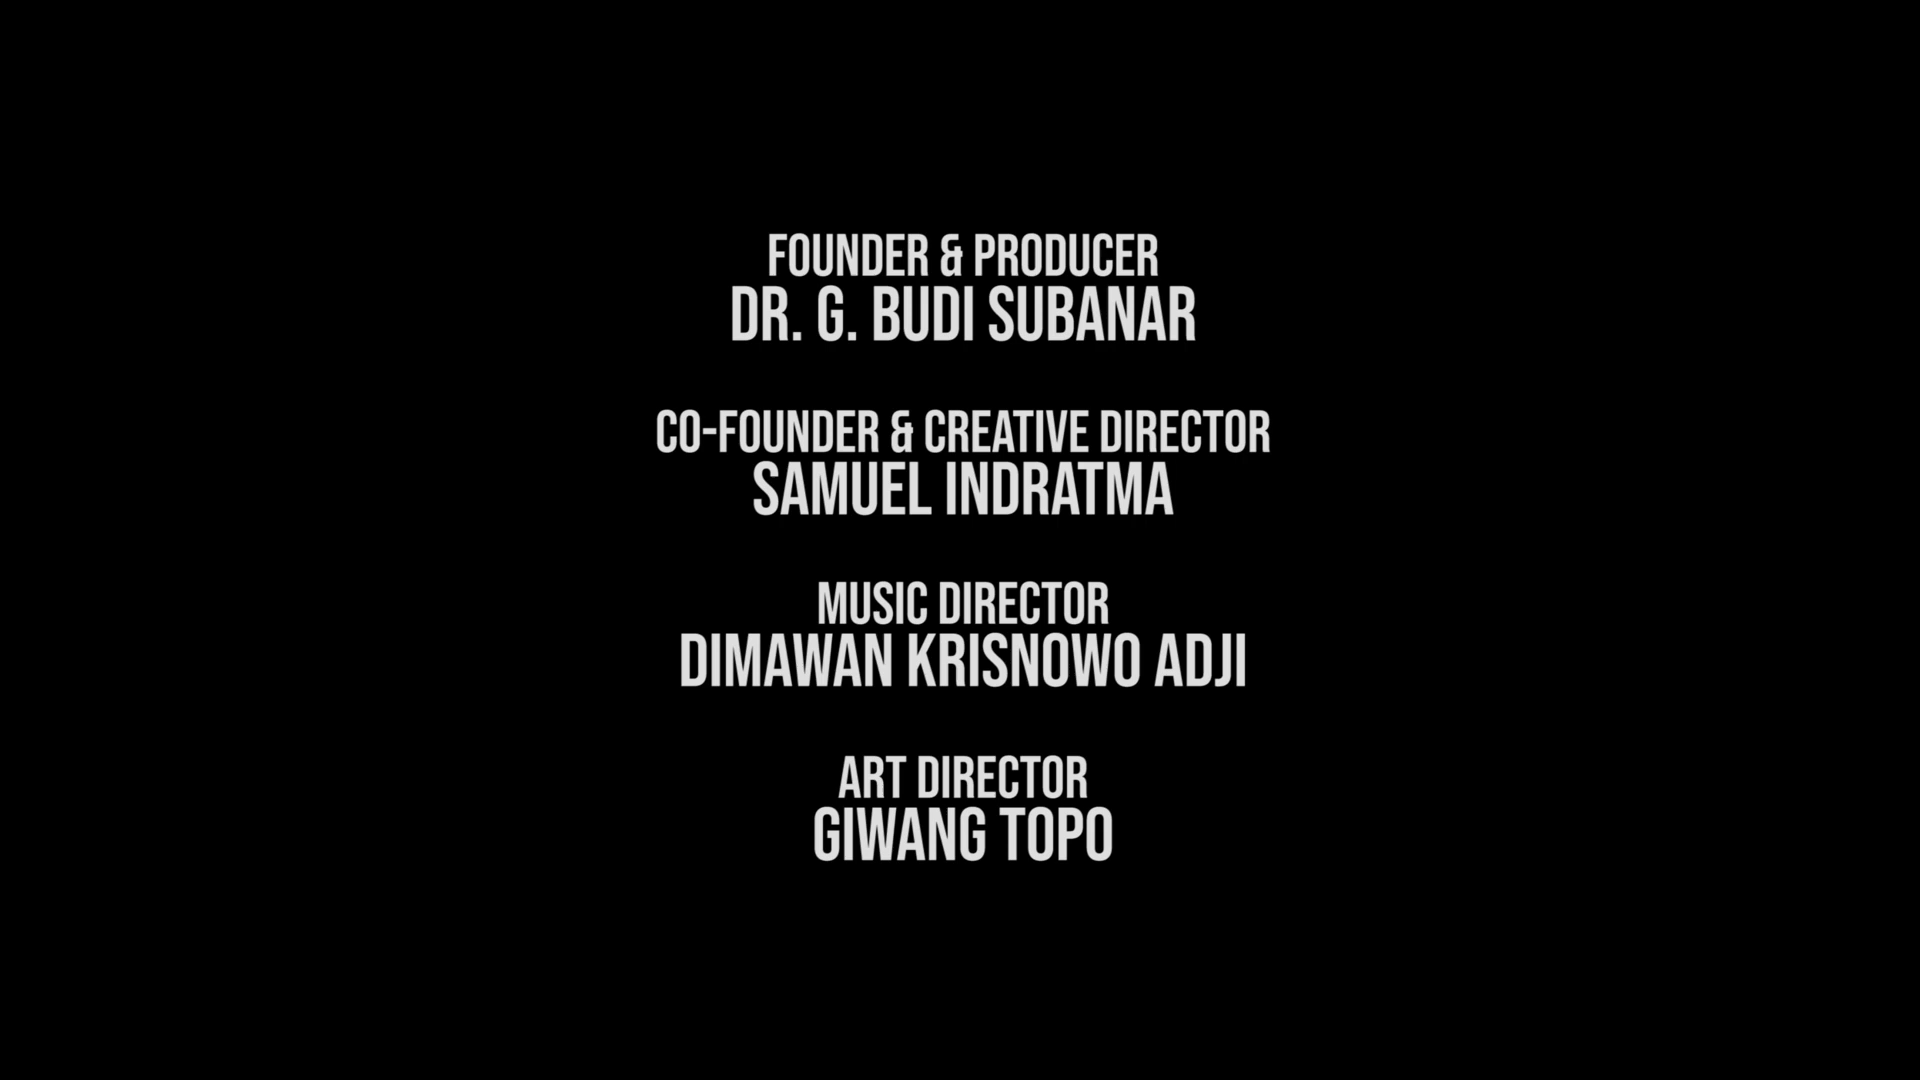 FOUNDER & PRODUCER
DR. G. BUDI SUBANAR
CO-FOUNDER & CREATIVE DIRECTOR
SAMUEL INDRATMA
MUSIC DIRECTOR
DIMAWAN KRISNOWO ADJI
ART DIRECTOR
GIWANG TOPO